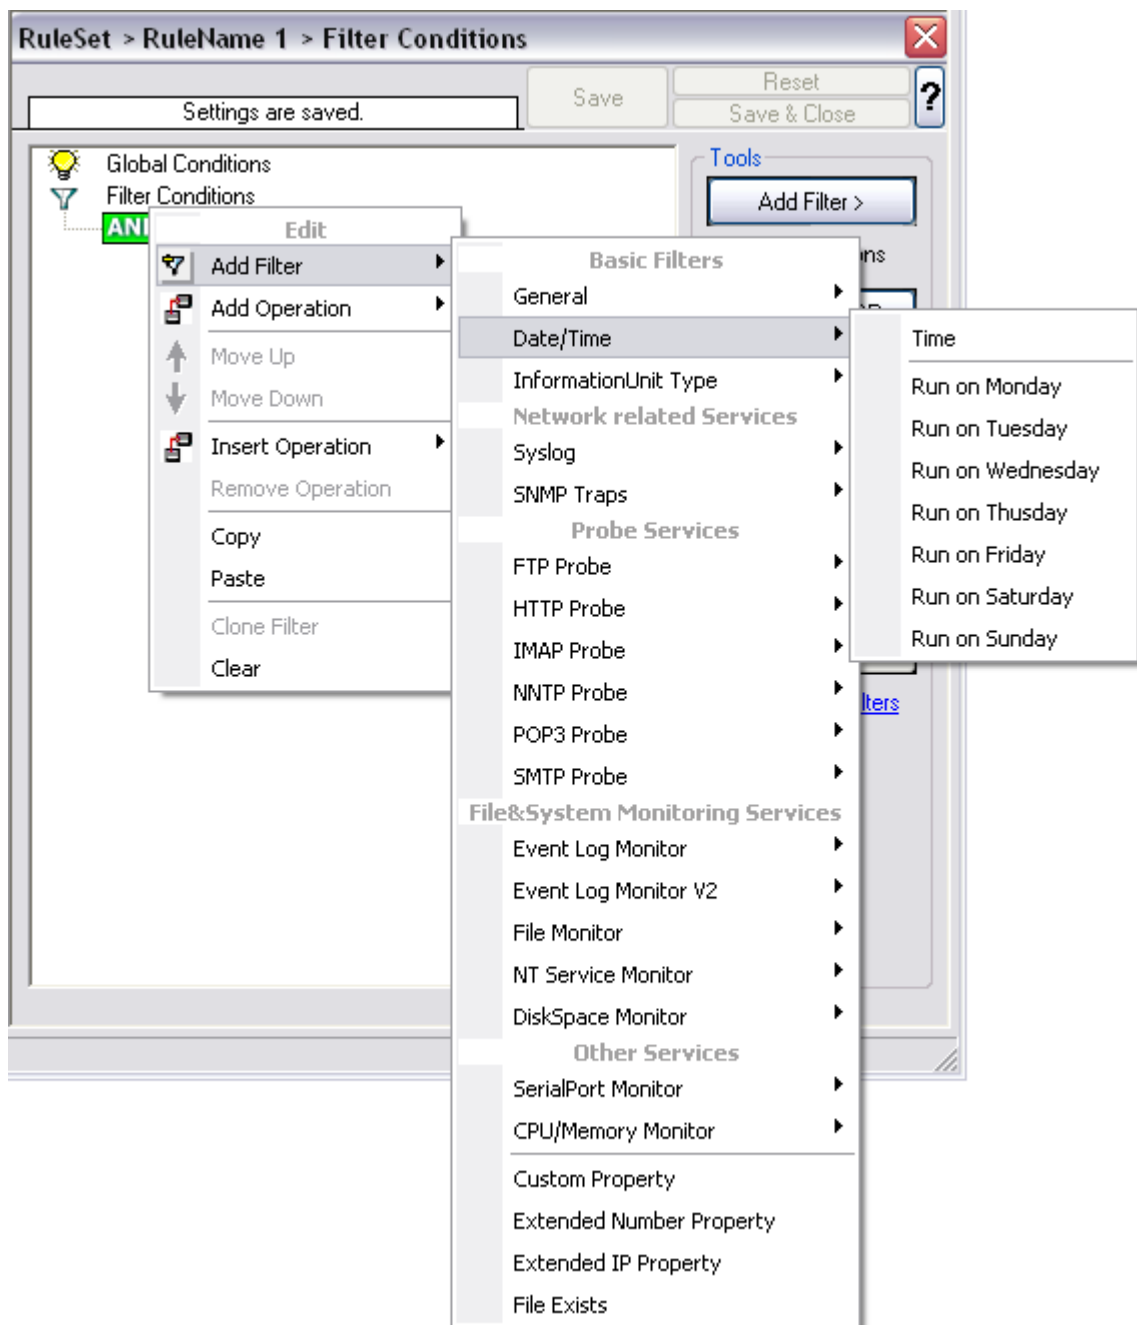 RuleSet > RuleName 1 > Filter Conditions
Settings are saved.
Save
Reset
Save & Close
?
Global Conditions
Filter Conditions
Tools
Add Filter >
Edit
Add Filter
Add Operation
Move Up
Move Down
Insert Operation
Remove Operation
Copy
Paste
Clone Filter
Clear
Basic Filters
General
Date/Time
InformationUnit Type
Network related Services
Syslog
SNMP Traps
Probe Services
FTP Probe
HTTP Probe
IMAP Probe
NNTP Probe
POP3 Probe
SMTP Probe
File&System Monitoring Services
Event Log Monitor
Event Log Monitor V2
File Monitor
NT Service Monitor
DiskSpace Monitor
Other Services
SerialPort Monitor
CPU/Memory Monitor
Custom Property
Extended Number Property
Extended IP Property
File Exists
Time
Run on Monday
Run on Tuesday
Run on Wednesday
Run on Thusday
Run on Friday
Run on Saturday
Run on Sunday